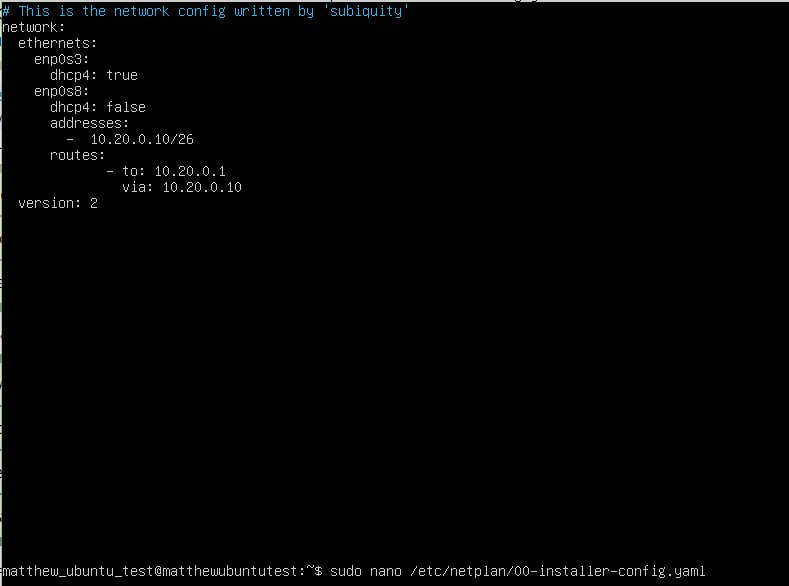 # This is the network config written by 'subiquity'
network:
  ethernets:
    enp0s3:
      dhcp4: true
    enp0s8:
      dhcp4: false
      addresses:
        -  10.20.0.10/26
      routes:
             - to: 10.20.0.1
               via: 10.20.0.10
  version: 2
matthew_ubuntu_test@matthewubuntutest:~$ sudo nano /etc/netplan/00-installer-config.yaml